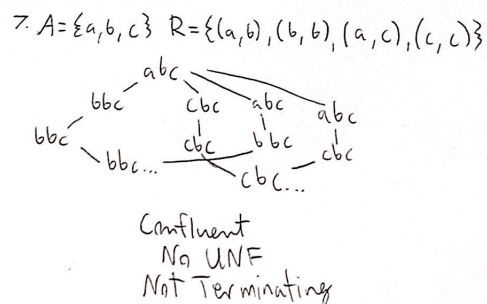 7. A={a,b,c} R={(a,b),(b,b),(a,c),(c,c)}
abc
bbc cbc abc abc
bbc cbc bbc cbc
bbc... cbc...
Confluent
No UNF
Not Terminating